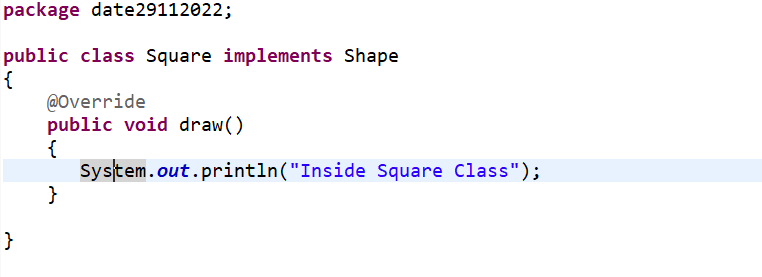 package date29112022;
public class Square implements Shape
{
@Override
public void draw()
{
System.out.println("Inside Square Class");
}
}